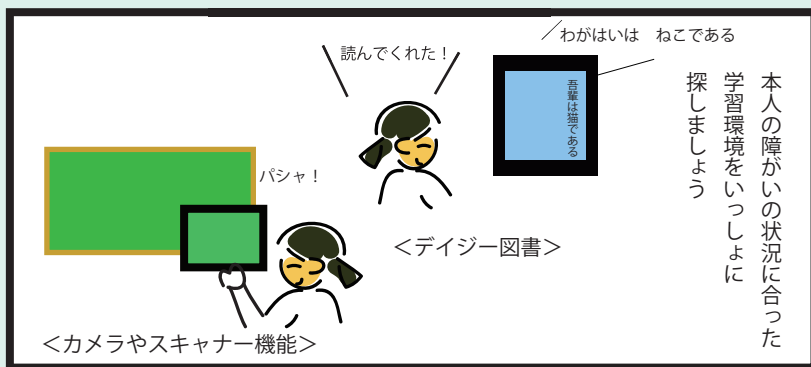 本人の障がいの状況に合った
学習環境をいっしょに
探しましょう
わがはいは　ねこである
吾輩は猫である
読んでくれた！
＜デイジー図書＞
パシャ！
＜カメラやスキャナー機能＞